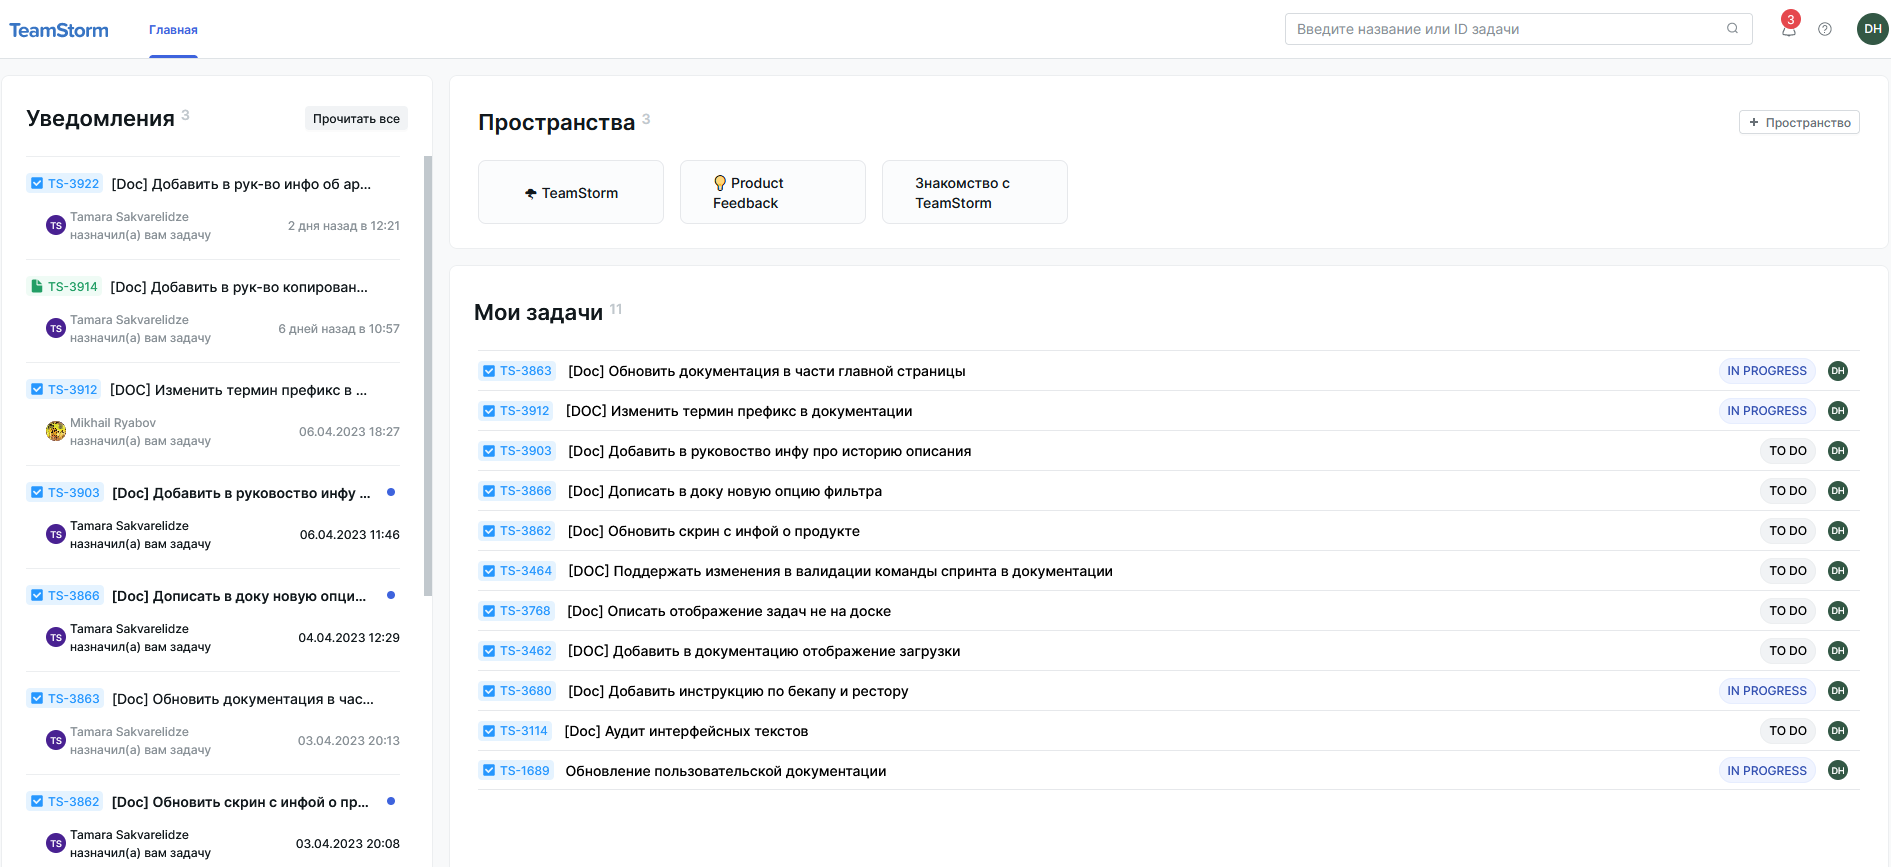 TeamStorm
Главная
Введите название или ID задачи
3
DH
Уведомления 3
Прочитать все
TS-3922 [Doc] Добавить в рук-во инфо об ар...
TS Tamara Sakvarelidze
назначил(а) вам задачу
2 дня назад в 12:21
TS-3914 [Doc] Добавить в рук-во копирован...
TS Tamara Sakvarelidze
назначил(а) вам задачу
6 дней назад в 10:57
TS-3912 [DOC] Изменить термин префикс в ...
Mikhail Ryabov
назначил(а) вам задачу
06.04.2023 18:27
TS-3903 [Doc] Добавить в руковоство инфу ...
TS Tamara Sakvarelidze
назначил(а) вам задачу
06.04.2023 11:46
TS-3866 [Doc] Дописать в доку новую опци...
TS Tamara Sakvarelidze
назначил(а) вам задачу
04.04.2023 12:29
TS-3863 [Doc] Обновить документация в час...
TS Tamara Sakvarelidze
назначил(а) вам задачу
03.04.2023 20:13
TS-3862 [Doc] Обновить скрин с инфой о пр...
TS Tamara Sakvarelidze
назначил(а) вам задачу
03.04.2023 20:08
Пространства 3
+ Пространство
TeamStorm
Product
Feedback
Знакомство с
TeamStorm
Мои задачи 11
TS-3863 [Doc] Обновить документация в части главной страницы IN PROGRESS DH
TS-3912 [DOC] Изменить термин префикс в документации IN PROGRESS DH
TS-3903 [Doc] Добавить в руковоство инфу про историю описания TO DO DH
TS-3866 [Doc] Дописать в доку новую опцию фильтра TO DO DH
TS-3862 [Doc] Обновить скрин с инфой о продукте TO DO DH
TS-3464 [DOC] Поддержать изменения в валидации команды спринта в документации TO DO DH
TS-3768 [Doc] Описать отображение задач не на доске TO DO DH
TS-3462 [DOC] Добавить в документацию отображение загрузки TO DO DH
TS-3680 [Doc] Добавить инструкцию по бекапу и рестору IN PROGRESS DH
TS-3114 [Doc] Аудит интерфейсных текстов TO DO DH
TS-1689 Обновление пользовательской документации IN PROGRESS DH